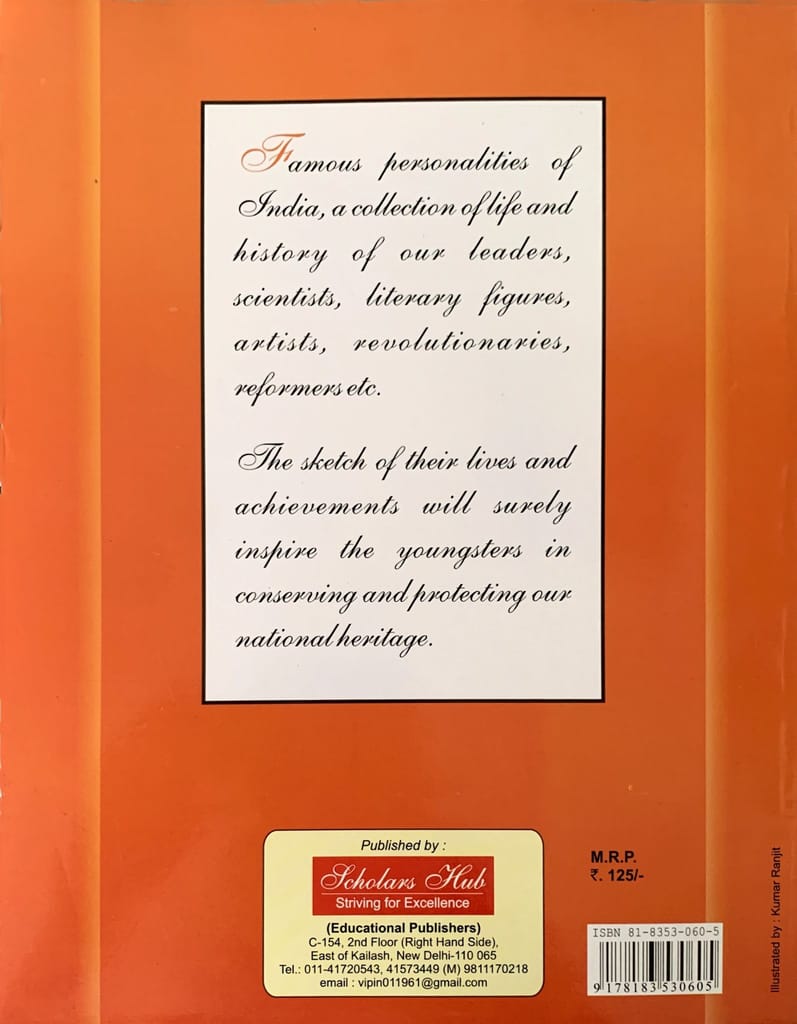 Famous personalities of
India, a collection of life and
history of our leaders,
scientists, literary figures,
artists, revolutionaries,
reformers etc.
The sketch of their lives and
achievements will surely
inspire the youngsters in
conserving and protecting our
national heritage.
Published by :
Scholars Hub
Striving for Excellence
(Educational Publishers)
C-154, 2nd Floor (Right Hand Side),
East of Kailash, New Delhi-110 065
Tel.: 011-41720543, 41573449 (M) 9811170218
email : vipin011961@gmail.com
M.R.P.
₹. 125/-
ISBN 81-8353-060-5
9 178183 530605
Illustrated by : Kumar Ranjit